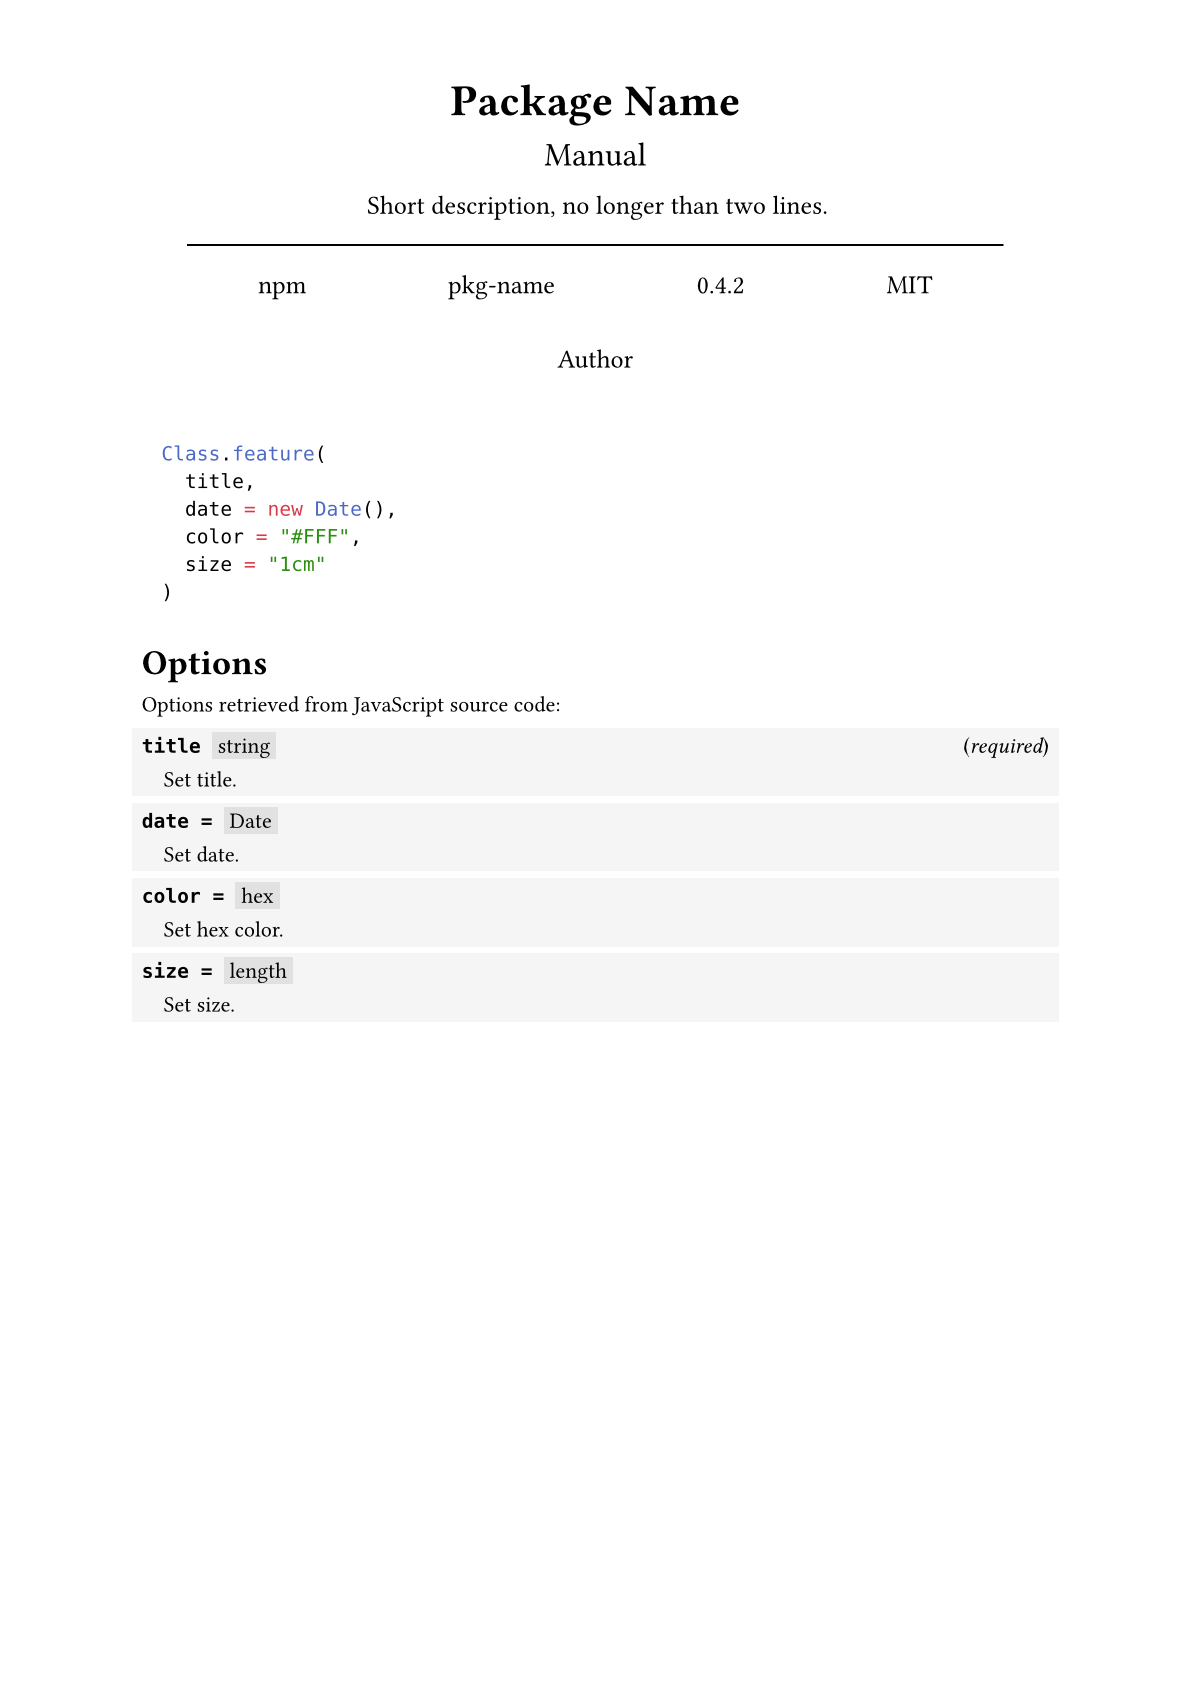 Package Name
Manual
Short description, no longer than two lines.
npm pkg-name 0.4.2 MIT
Author
Class.feature(
  title,
  date = new Date(),
  color = "#FFF",
  size = "1cm"
)
Options
Options retrieved from JavaScript source code:
title string (required)
Set title.
date = Date
Set date.
color = hex
Set hex color.
size = length
Set size.